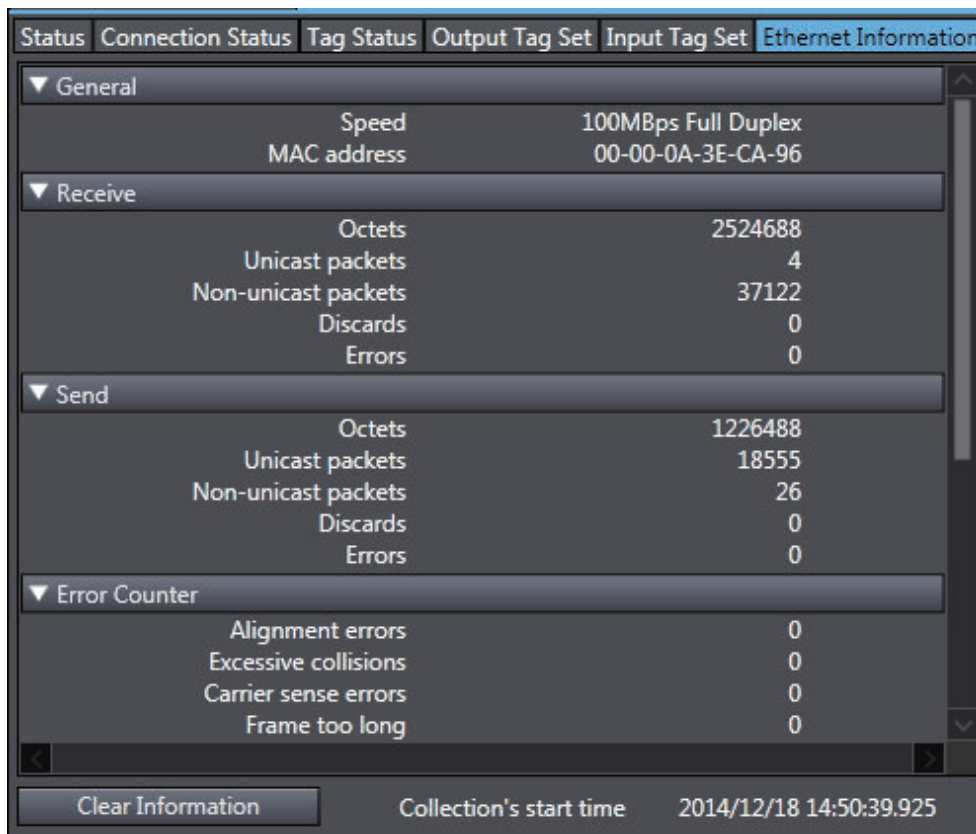 Status Connection Status Tag Status Output Tag Set Input Tag Set Ethernet Information
General
Speed 100MBps Full Duplex
MAC address 00-00-0A-3E-CA-96
Receive
Octets 2524688
Unicast packets 4
Non-unicast packets 37122
Discards 0
Errors 0
Send
Octets 1226488
Unicast packets 18555
Non-unicast packets 26
Discards 0
Errors 0
Error Counter
Alignment errors 0
Excessive collisions 0
Carrier sense errors 0
Frame too long 0
Clear Information Collection's start time 2014/12/18 14:50:39.925